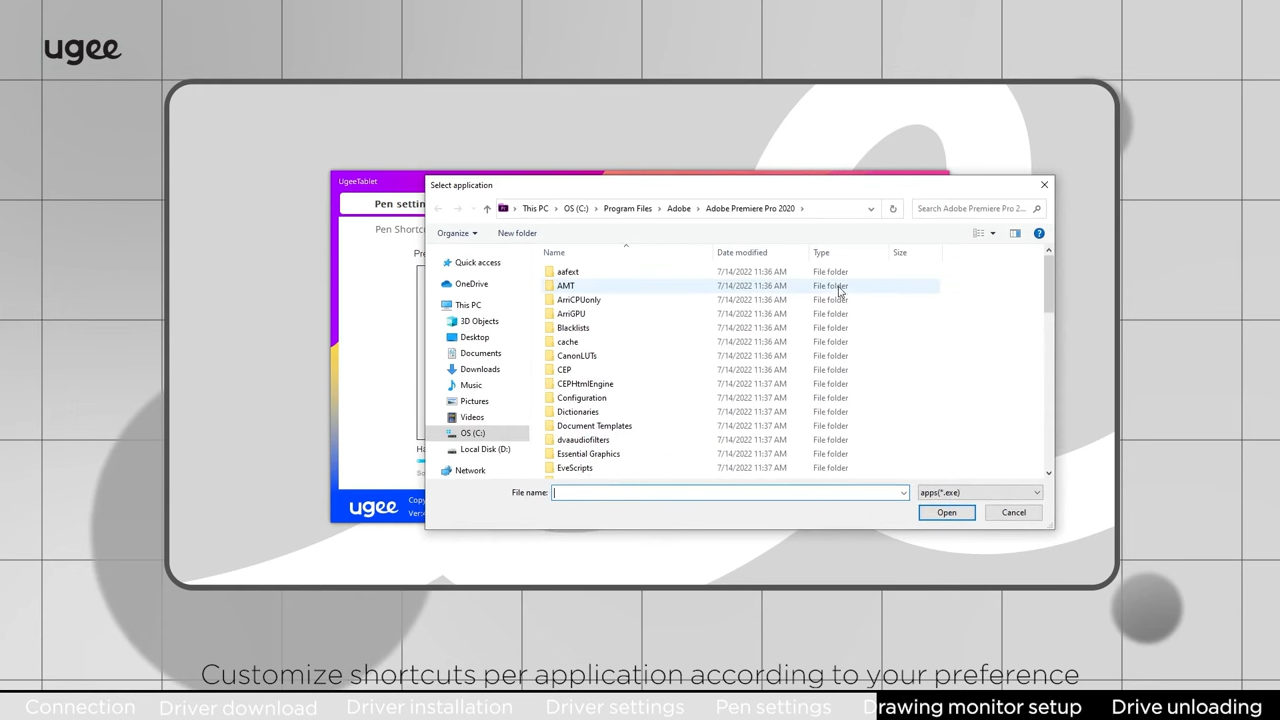 ugee
UgeeTablet
Pen settin
Pen Shortc
Pre
Ha
So
ugee
Copy
Ver:
Select application
This PC > OS (C:) > Program Files > Adobe > Adobe Premiere Pro 2020 >
Search Adobe Premiere Pro 2...
Organize
New folder
Name Date modified Type Size
Quick access
OneDrive
This PC
3D Objects
Desktop
Documents
Downloads
Music
Pictures
Videos
OS (C:)
Local Disk (D:)
Network
aafext 7/14/2022 11:36 AM File folder
AMT 7/14/2022 11:36 AM File folder
ArriCPUonly 7/14/2022 11:36 AM File folder
ArriGPU 7/14/2022 11:36 AM File folder
Blacklists 7/14/2022 11:36 AM File folder
cache 7/14/2022 11:36 AM File folder
CanonLUTs 7/14/2022 11:36 AM File folder
CEP 7/14/2022 11:36 AM File folder
CEPHtmlEngine 7/14/2022 11:37 AM File folder
Configuration 7/14/2022 11:37 AM File folder
Dictionaries 7/14/2022 11:37 AM File folder
Document Templates 7/14/2022 11:37 AM File folder
dvaaudiofilters 7/14/2022 11:37 AM File folder
Essential Graphics 7/14/2022 11:37 AM File folder
EveScripts 7/14/2022 11:37 AM File folder
File name:
apps(*.exe)
Open
Cancel
Customize shortcuts per application according to your preference
Connection Driver download Driver installation Driver settings Pen settings Drawing monitor setup Drive unloading